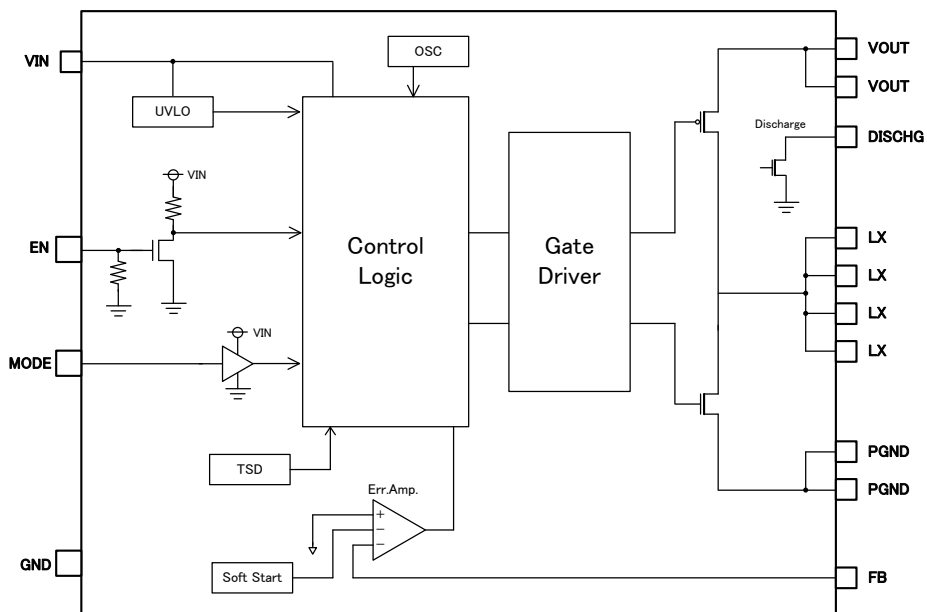 VIN
OSC
VOUT
VOUT
UVLO
Discharge
DISCHG
VIN
EN
Control
Logic
Gate
Driver
LX
LX
LX
LX
VIN
MODE
TSD
Err.Amp.
PGND
PGND
+
−
−
GND
Soft Start
FB